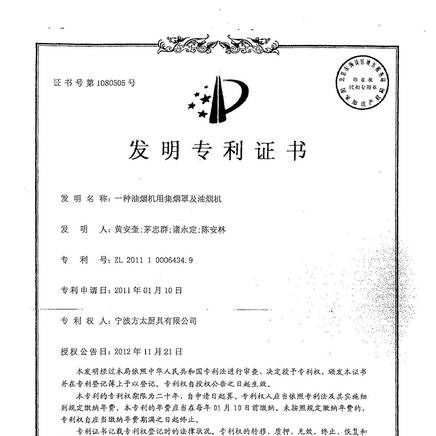 证书号第1080505号
发明专利证书
发 明 名 称：一种油烟机用集烟罩及油烟机
发 明 人：黄安奎;茅忠群;诸永定;陈安林
专 利 号：ZL 2011 1 0006434.9
专利申请日：2011年01月10日
专 利 权 人：宁波方太厨具有限公司
授权公告日：2012年11月21日
本发明经过本局依照中华人民共和国专利法进行审查，决定授予专利权，颁发本证书
并在专利登记簿上予以登记。专利权自授权公告之日起生效。
本专利的专利权期限为二十年，自申请日起算。专利权人应当依照专利法及其实施细
则规定缴纳年费。本专利的年费应当在每年01月10日前缴纳。未按照规定缴纳年费的，
专利权自应当缴纳年费期满之日起终止。
专利证书记载专利权登记时的法律状况。专利权的转移、质押、无效、终止、恢复和